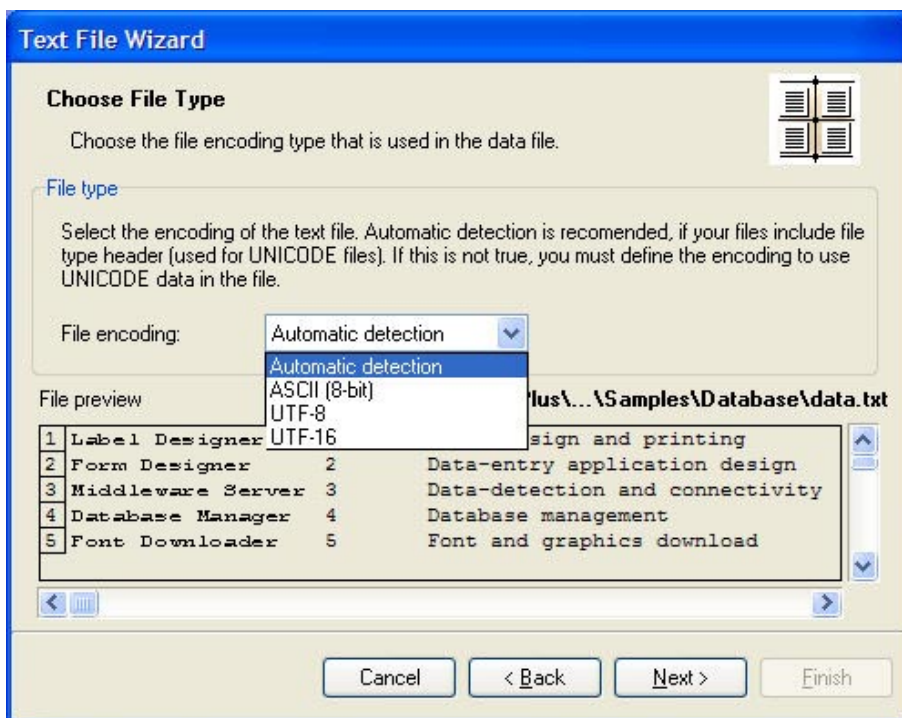 Text File Wizard
Choose File Type
Choose the file encoding type that is used in the data file.
File type
Select the encoding of the text file. Automatic detection is recomended, if your files include file
type header (used for UNICODE files). If this is not true, you must define the encoding to use
UNICODE data in the file.
File encoding: Automatic detection
Automatic detection
ASCII (8-bit)
UTF-8
UTF-16
File preview lus\...\Samples\Database\data.txt
1 Label Designer sign and printing
2 Form Designer 2 Data-entry application design
3 Middleware Server 3 Data-detection and connectivity
4 Database Manager 4 Database management
5 Font Downloader 5 Font and graphics download
Cancel < Back Next > Finish